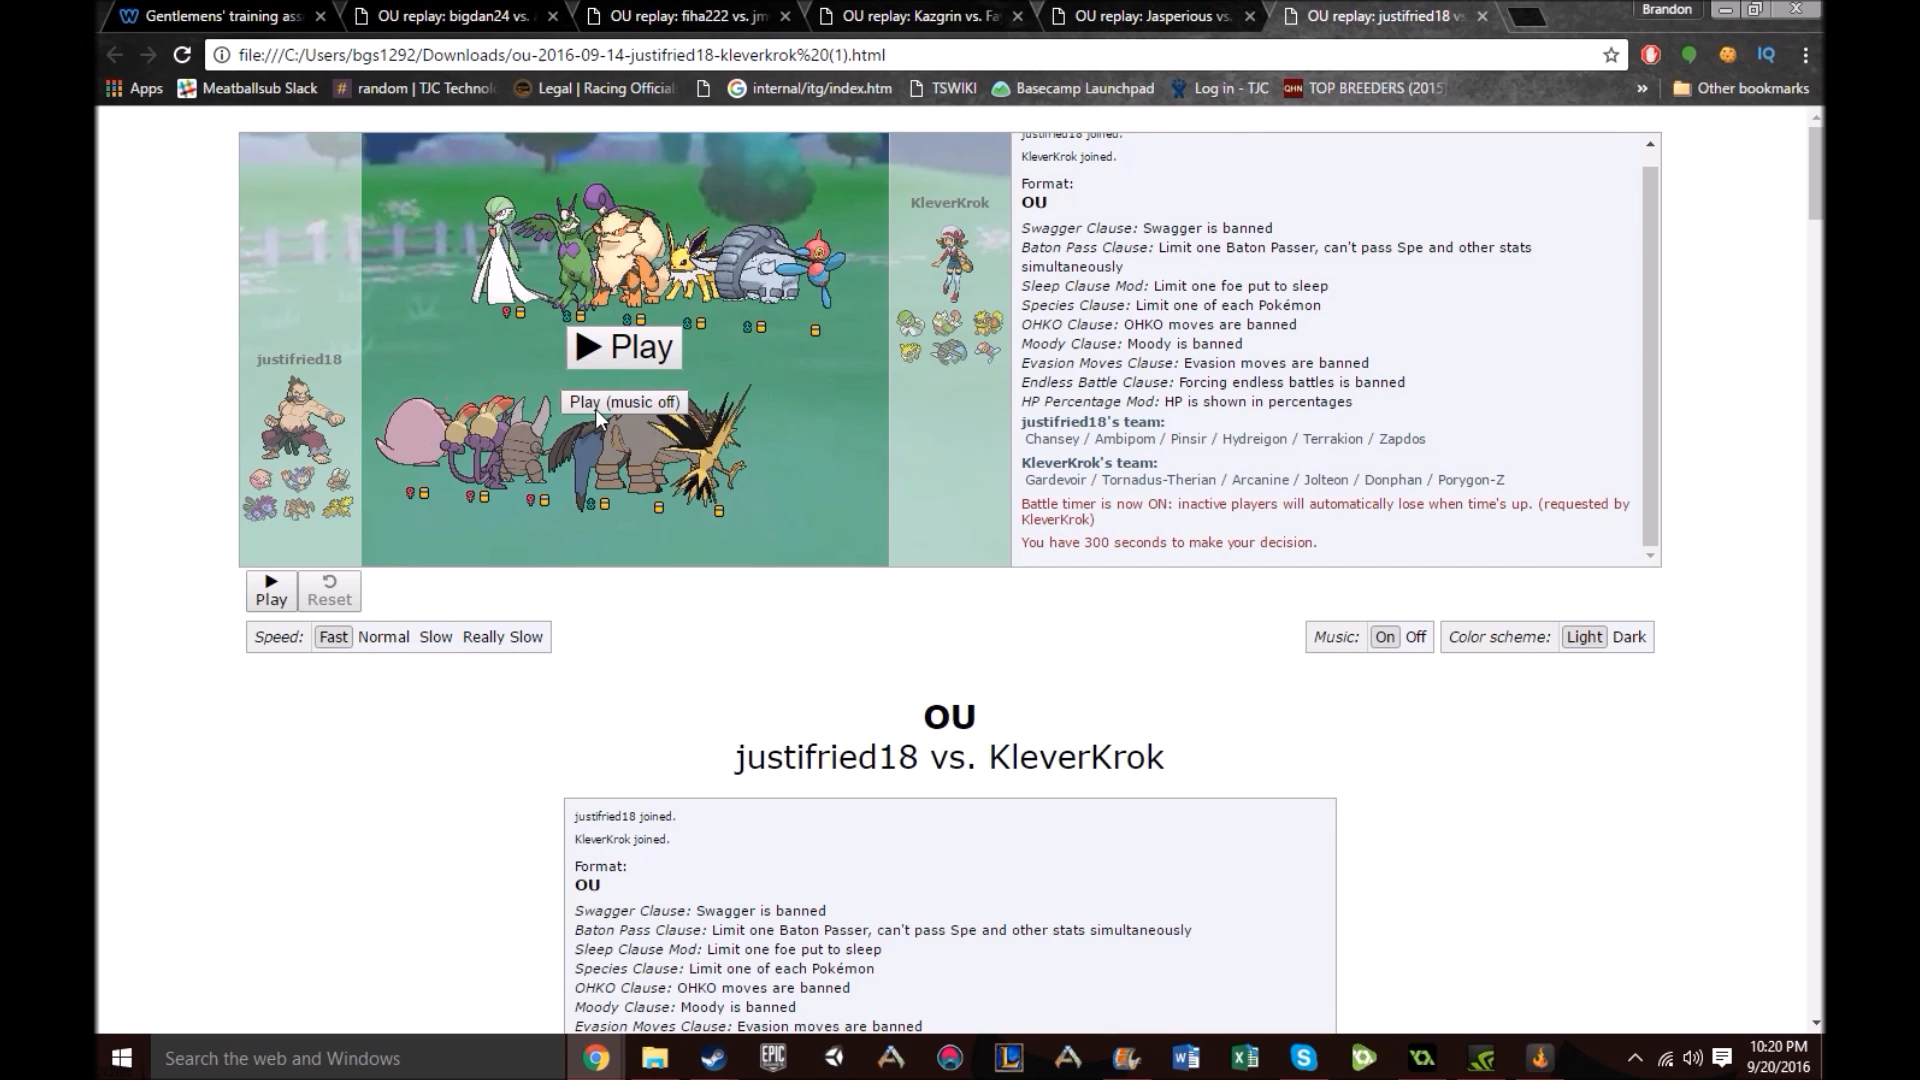 Gentlemens' training ass
OU replay: bigdan24 vs.
OU replay: fiha222 vs. jm
OU replay: Kazgrin vs. Fa
OU replay: Jasperious vs.
OU replay: justifried18 vs
Brandon
file:///C:/Users/bgs1292/Downloads/ou-2016-09-14-justifried18-kleverkrok%20(1).html
IQ
Apps
Meatballsub Slack
# random | TJC Technolo
Legal | Racing Official
internal/itg/index.htm
TSWIKI
Basecamp Launchpad
Log in - TJC
QHN TOP BREEDERS (2015
»
Other bookmarks
justifried18
KleverKrok
▶ Play
Play (music off)
justifried18 joined.
KleverKrok joined.
Format:
OU
Swagger Clause: Swagger is banned
Baton Pass Clause: Limit one Baton Passer, can't pass Spe and other stats
simultaneously
Sleep Clause Mod: Limit one foe put to sleep
Species Clause: Limit one of each Pokémon
OHKO Clause: OHKO moves are banned
Moody Clause: Moody is banned
Evasion Moves Clause: Evasion moves are banned
Endless Battle Clause: Forcing endless battles is banned
HP Percentage Mod: HP is shown in percentages
justifried18's team:
Chansey / Ambipom / Pinsir / Hydreigon / Terrakion / Zapdos
KleverKrok's team:
Gardevoir / Tornadus-Therian / Arcanine / Jolteon / Donphan / Porygon-Z
Battle timer is now ON: inactive players will automatically lose when time's up. (requested by
KleverKrok)
You have 300 seconds to make your decision.
Play
Reset
Speed: Fast Normal Slow Really Slow
Music: On Off
Color scheme: Light Dark
OU
justifried18 vs. KleverKrok
justifried18 joined.
KleverKrok joined.
Format:
OU
Swagger Clause: Swagger is banned
Baton Pass Clause: Limit one Baton Passer, can't pass Spe and other stats simultaneously
Sleep Clause Mod: Limit one foe put to sleep
Species Clause: Limit one of each Pokémon
OHKO Clause: OHKO moves are banned
Moody Clause: Moody is banned
Evasion Moves Clause: Evasion moves are banned
Search the web and Windows
EPIC GAMES
10:20 PM
9/20/2016